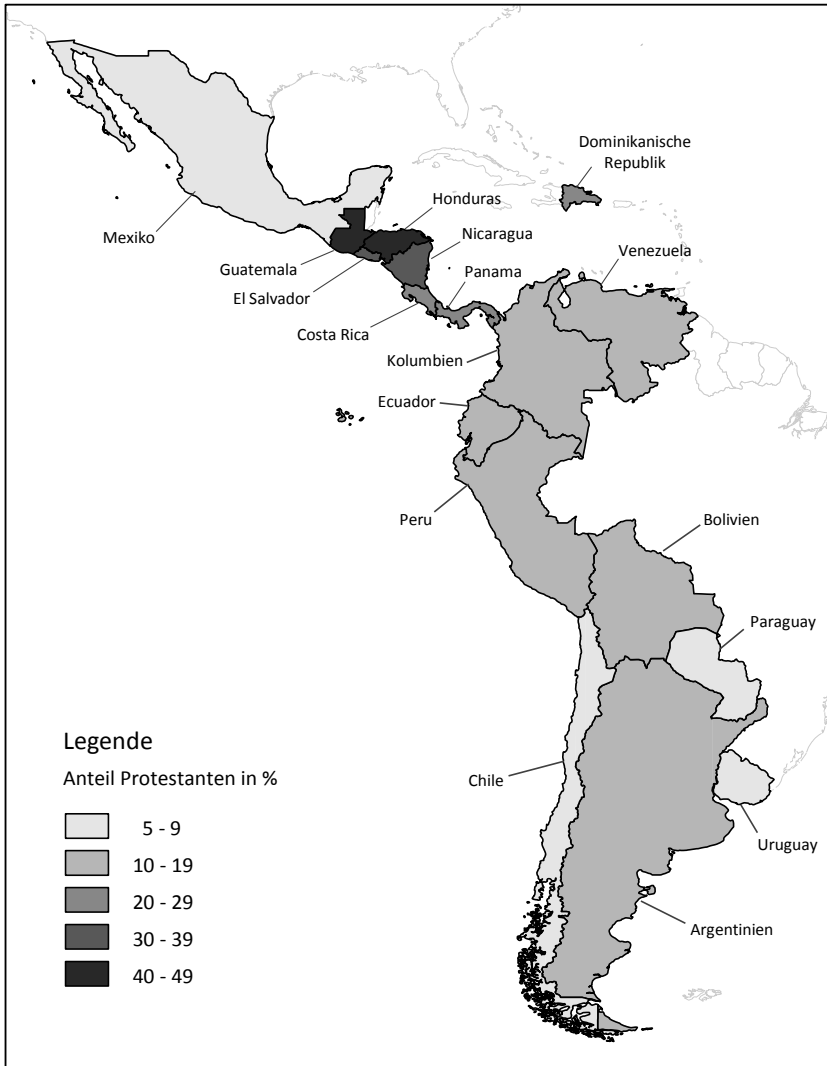 Dominikanische
Republik
Honduras
Mexiko
Nicaragua
Guatemala
Venezuela
Panama
El Salvador
Costa Rica
Kolumbien
Ecuador
Peru
Bolivien
Paraguay
Legende
Anteil Protestanten in %
Chile
5 - 9
Uruguay
10 - 19
20 - 29
Argentinien
30 - 39
40 - 49